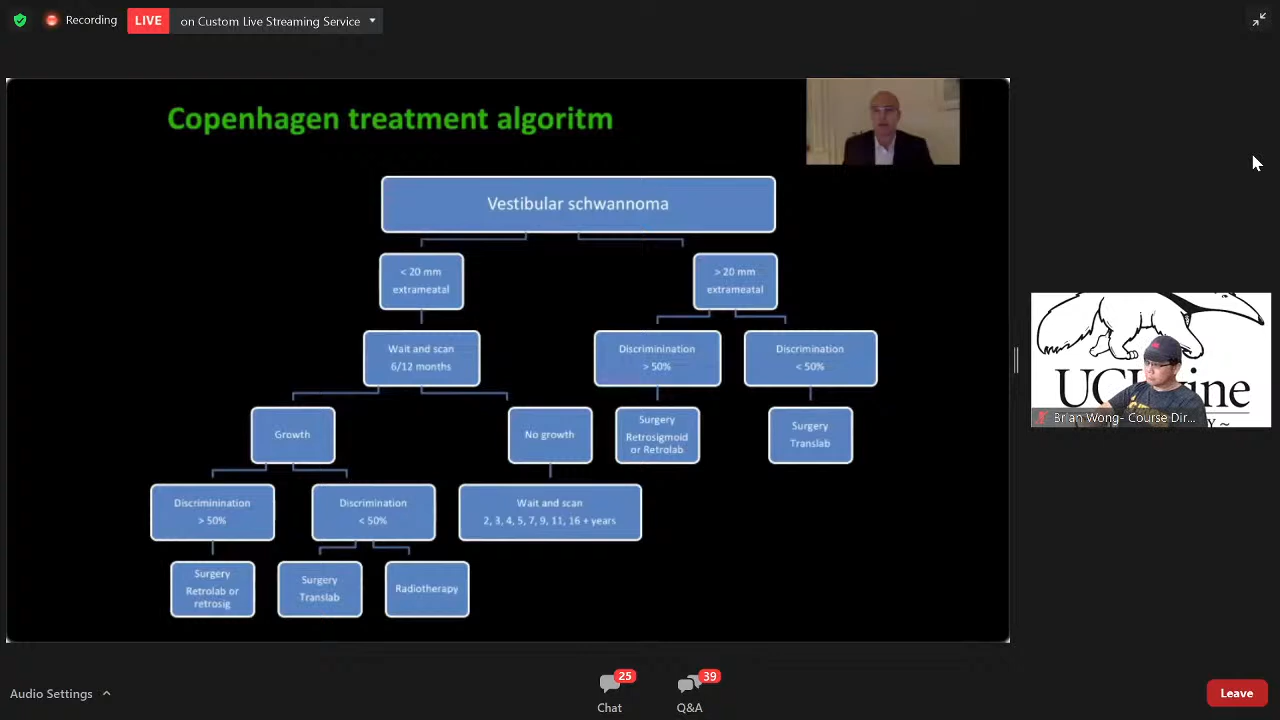 Recording
LIVE
on Custom Live Streaming Service
Copenhagen treatment algoritm
Vestibular schwannoma
< 20 mm
extrameatal
> 20 mm
extrameatal
Wait and scan
6/12 months
Discriminination
> 50%
Discrimination
< 50%
Growth
No growth
Surgery
Retrosigmoid
or Retrolab
Surgery
Translab
Discriminination
> 50%
Discrimination
< 50%
Wait and scan
2, 3, 4, 5, 7, 9, 11, 16 + years
Surgery
Retrolab or
retrosig
Surgery
Translab
Radiotherapy
Brian Wong- Course Dir...
Audio Settings
25
Chat
39
Q&A
Leave